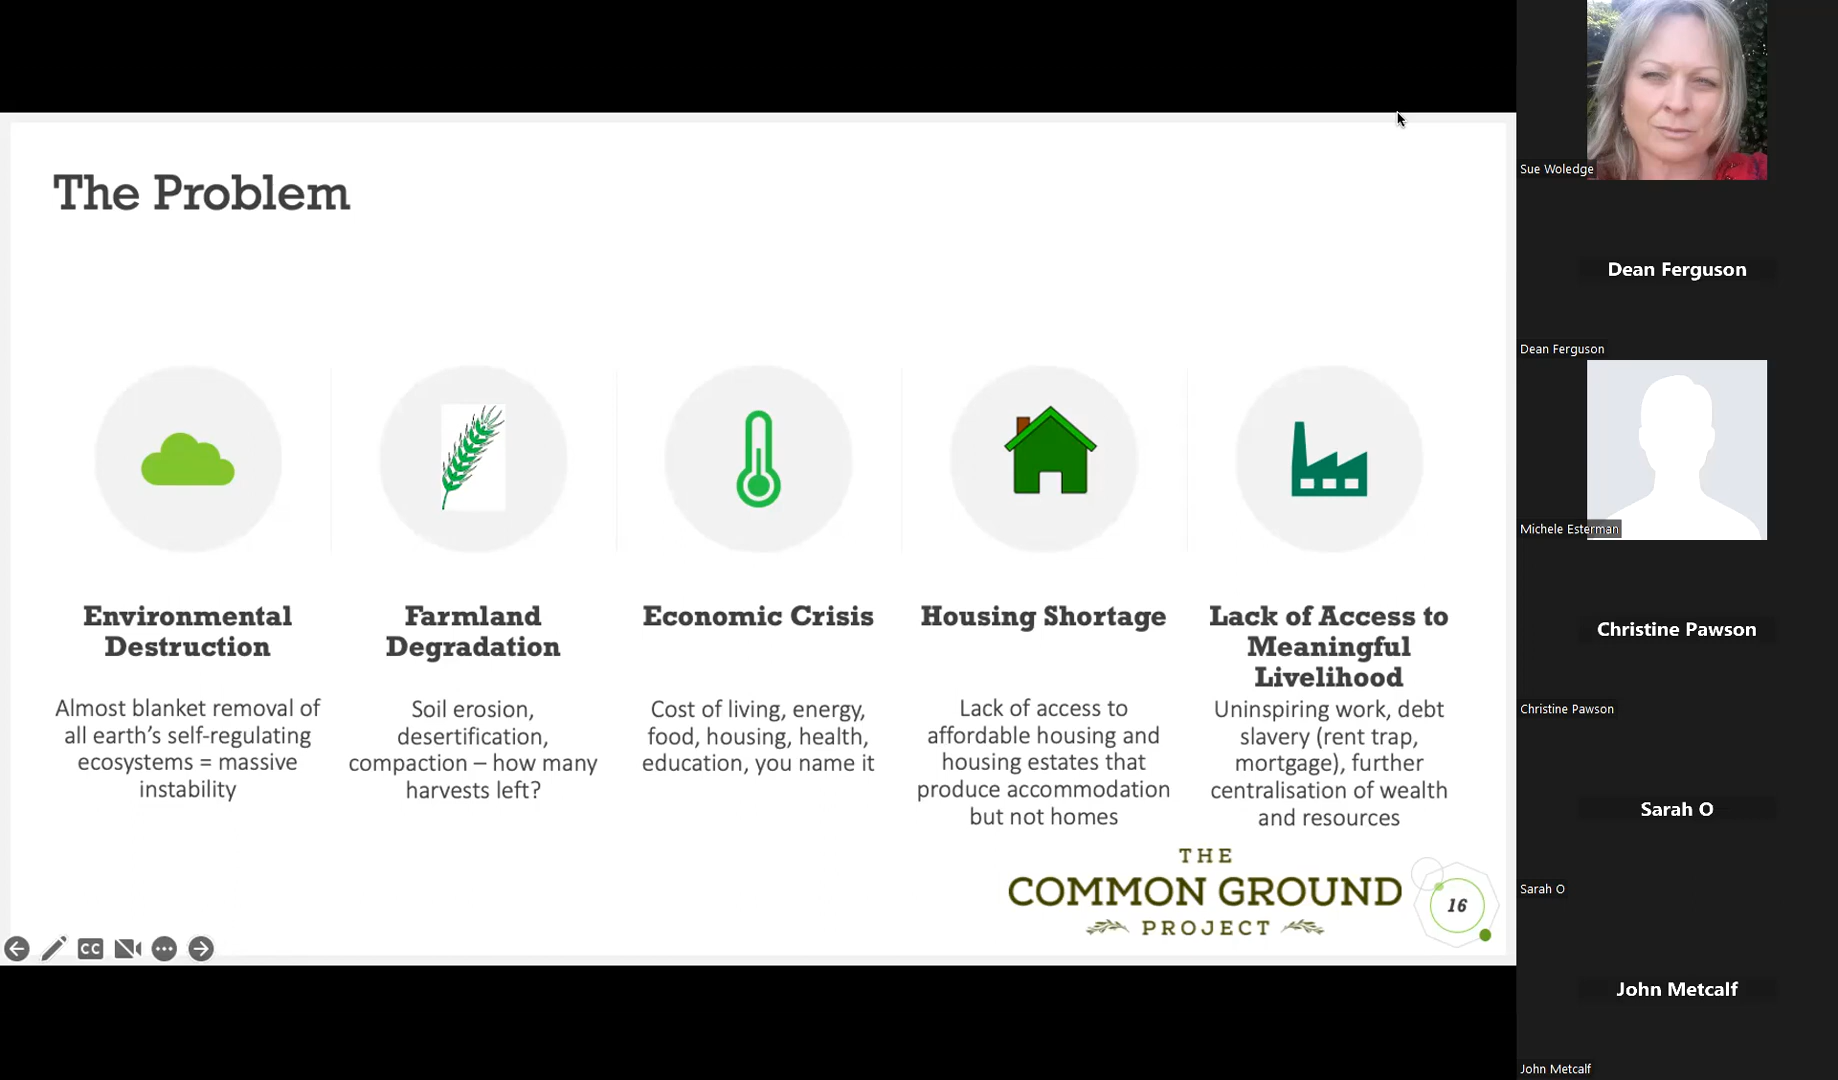 The Problem
Environmental
Destruction
Almost blanket removal of
all earth's self-regulating
ecosystems = massive
instability
Farmland
Degradation
Soil erosion,
desertification,
compaction – how many
harvests left?
Economic Crisis
Cost of living, energy,
food, housing, health,
education, you name it
Housing Shortage
Lack of access to
affordable housing and
housing estates that
produce accommodation
but not homes
Lack of Access to
Meaningful
Livelihood
Uninspiring work, debt
slavery (rent trap,
mortgage), further
centralisation of wealth
and resources
THE
COMMON GROUND
PROJECT
16
CC
Sue Woledge
Dean Ferguson
Dean Ferguson
Michele Esterman
Christine Pawson
Christine Pawson
Sarah O
Sarah O
John Metcalf
John Metcalf